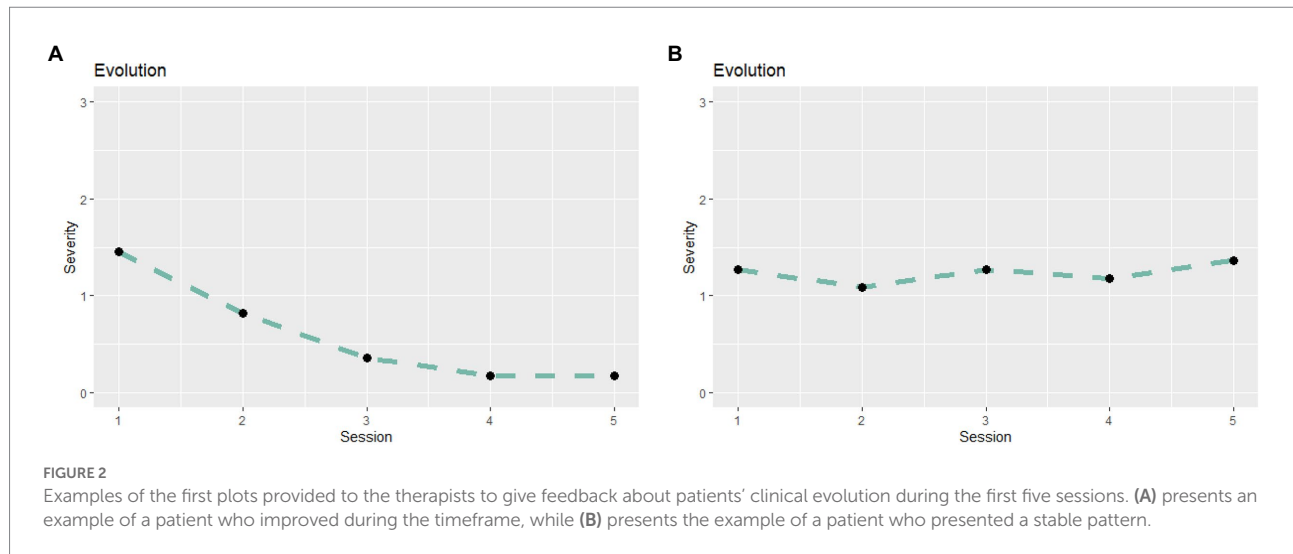 A
Evolution
3
2
1
0
Severity
1 2 3 4 5
Session
B
Evolution
3
2
1
0
Severity
1 2 3 4 5
Session
FIGURE 2
Examples of the first plots provided to the therapists to give feedback about patients’ clinical evolution during the first five sessions. (A) presents an
example of a patient who improved during the timeframe, while (B) presents the example of a patient who presented a stable pattern.